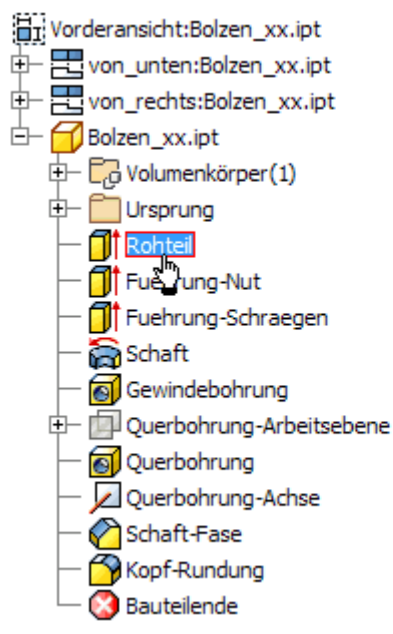 Vorderansicht:Bolzen_xx.ipt
von_unten:Bolzen_xx.ipt
von_rechts:Bolzen_xx.ipt
Bolzen_xx.ipt
Volumenkörper(1)
Ursprung
Rohteil
Fuehrung-Nut
Fuehrung-Schraegen
Schaft
Gewindebohrung
Querbohrung-Arbeitsebene
Querbohrung
Querbohrung-Achse
Schaft-Fase
Kopf-Rundung
Bauteilende